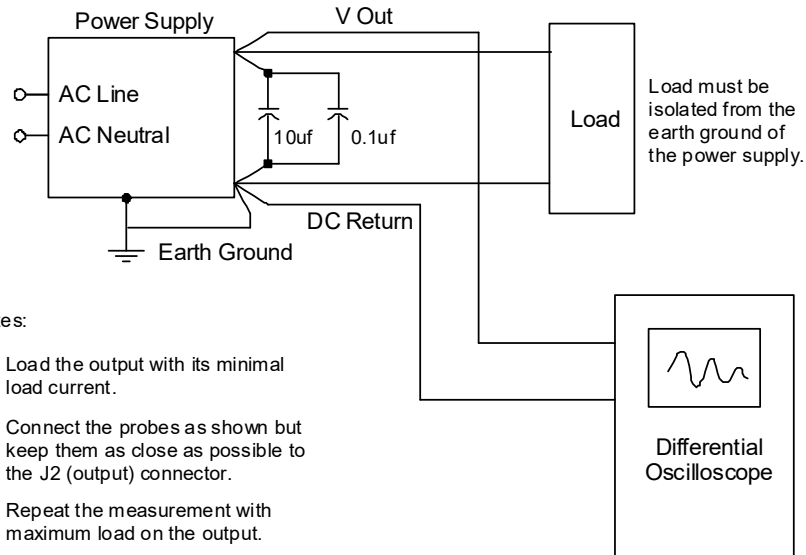 Power Supply
V Out
AC Line
AC Neutral
10uf
0.1uf
Load
Load must be
isolated from the
earth ground of
the power supply.
DC Return
Earth Ground
tes:
Load the output with its minimal
load current.
Connect the probes as shown but
keep them as close as possible to
the J2 (output) connector.
Repeat the measurement with
maximum load on the output.
Differential
Oscilloscope